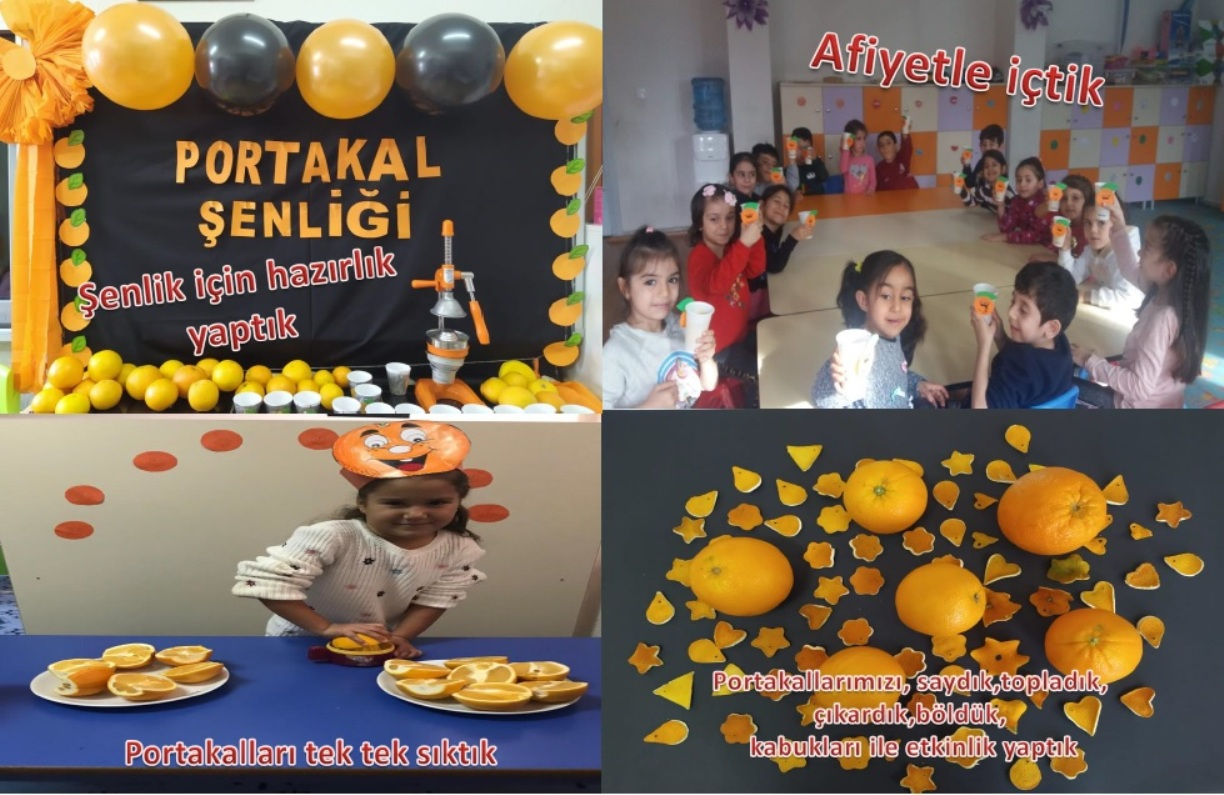 PORTAKAL
ŞENLİĞİ
Şenlik için hazırlık
yaptık
Afiyetle içtik
Portakalları tek tek sıktık
Portakallarımızı, saydık,topladık,
çıkardık,böldük,
kabukları ile etkinlik yaptık